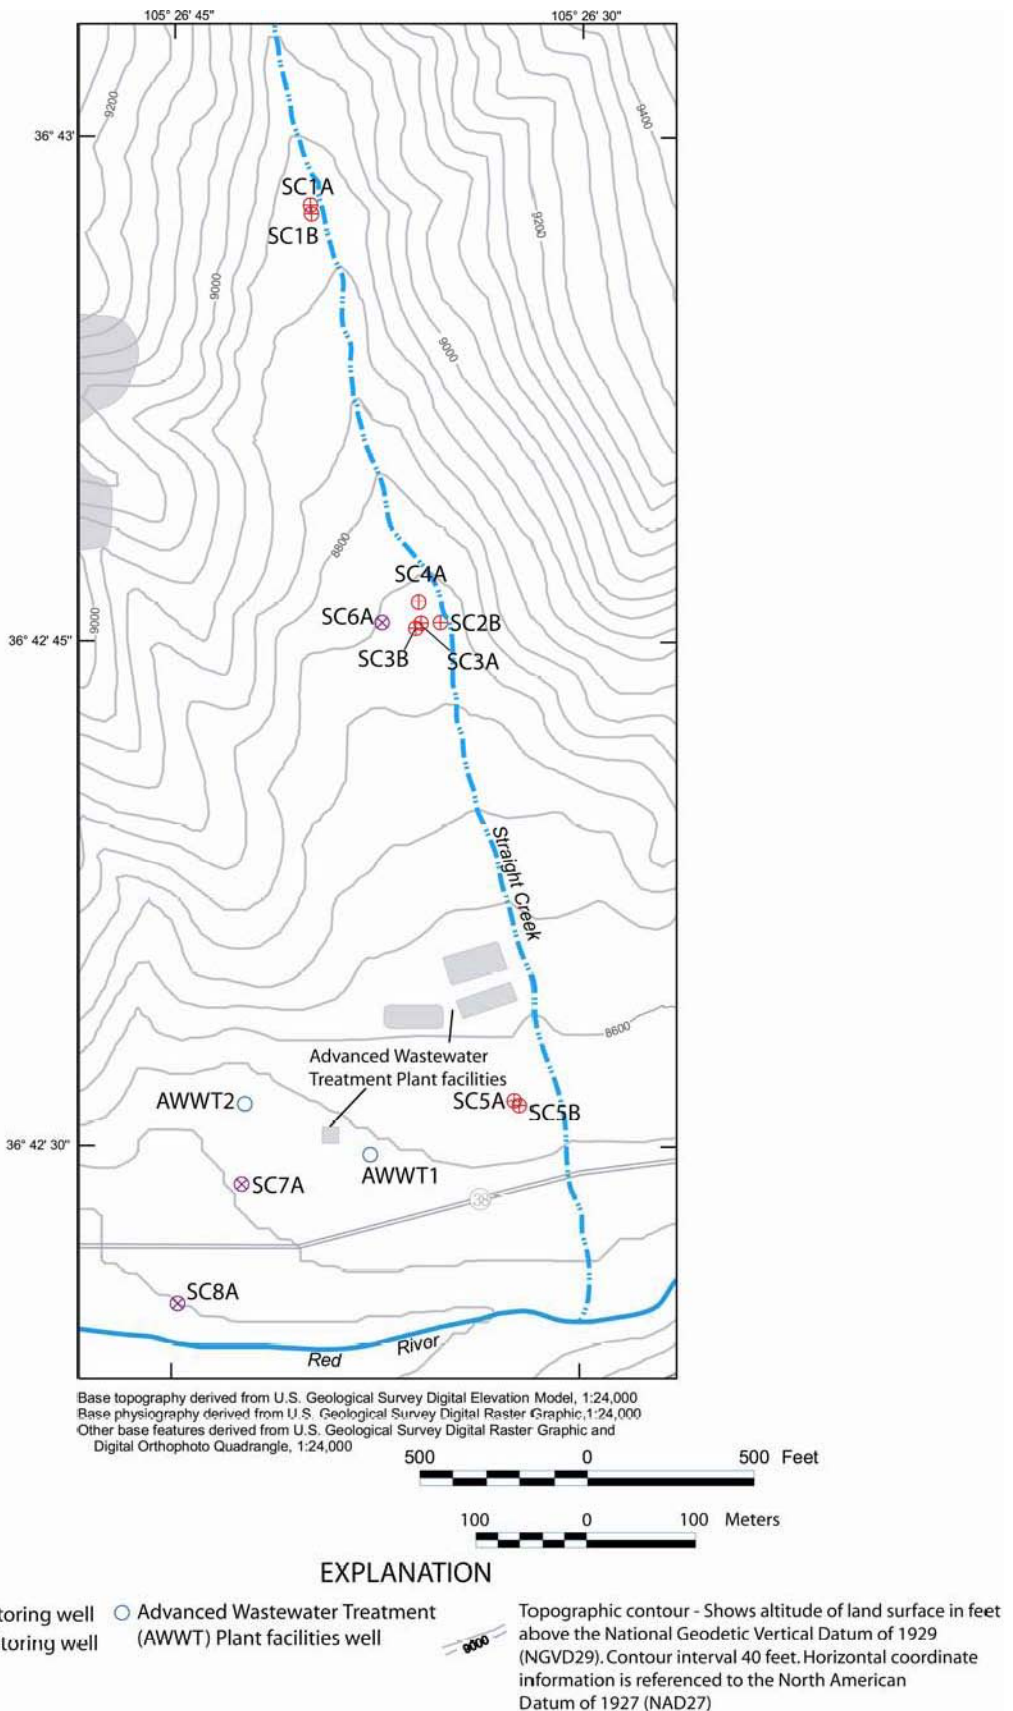 105° 26' 45"
105° 26' 30"
9200
9400
36° 43'
SC1A
9200
SC1B
9000
9000
8800
SC4A
SC6A
SC2B
9000
36° 42' 45"
SC3B
SC3A
Straight Creek
8600
Advanced Wastewater
Treatment Plant facilities
AWWT2
SC5A
SC5B
36° 42' 30"
AWWT1
SC7A
38
SC8A
Red Rivor
Base topography derived from U.S. Geological Survey Digital Elevation Model, 1:24,000
Base physiography derived from U.S. Geological Survey Digital Raster Graphic,1:24,000
Other base features derived from U.S. Geological Survey Digital Raster Graphic and
Digital Orthophoto Quadrangle, 1:24,000
500 0 500 Feet
100 0 100 Meters
EXPLANATION
toring well
toring well
Advanced Wastewater Treatment
(AWWT) Plant facilities well
9000
Topographic contour - Shows altitude of land surface in feet
above the National Geodetic Vertical Datum of 1929
(NGVD29). Contour interval 40 feet. Horizontal coordinate
information is referenced to the North American
Datum of 1927 (NAD27)